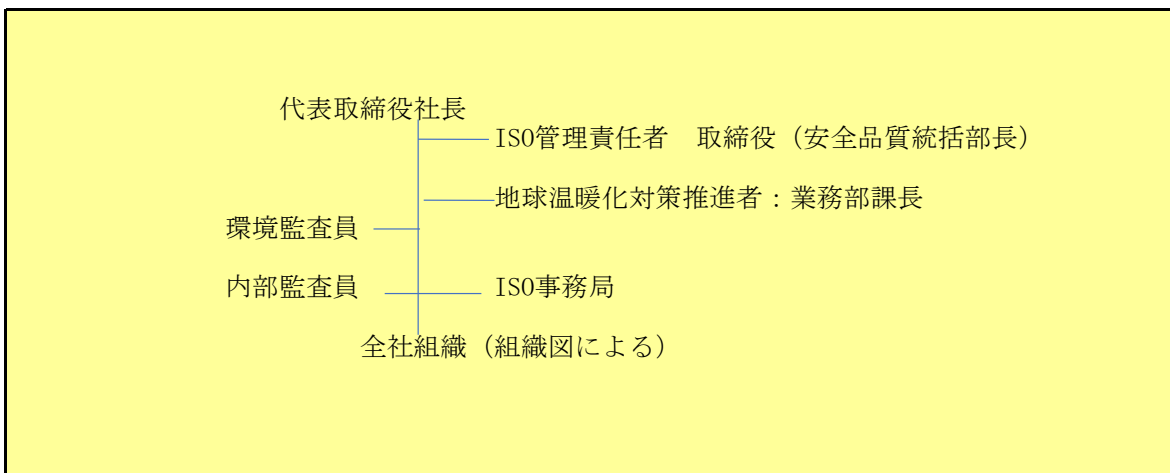 代表取締役社長
ISO管理責任者　取締役（安全品質統括部長）
地球温暖化対策推進者：業務部課長
環境監査員
内部監査員　ISO事務局
全社組織（組織図による）